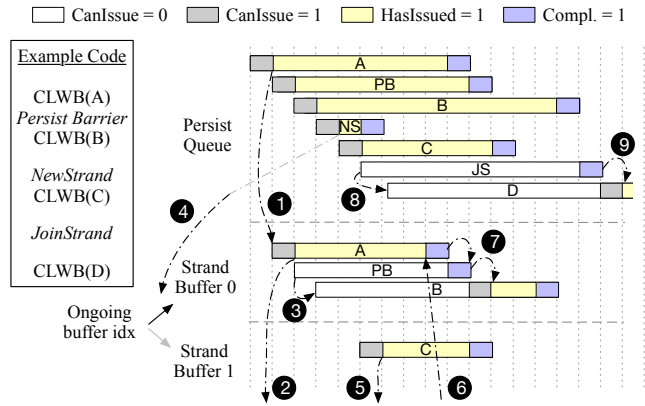 CanIssue = 0 CanIssue = 1 HasIssued = 1 Compl. = 1
Example Code
CLWB(A)
Persist Barrier
CLWB(B)
NewStrand
CLWB(C)
JoinStrand
CLWB(D)
Persist
Queue
A
PB
B
NS
C
JS
D
9
8
4
1
Strand
Buffer 0
A
PB
B
7
3
Ongoing
buffer idx
Strand
Buffer 1
C
2
5
6